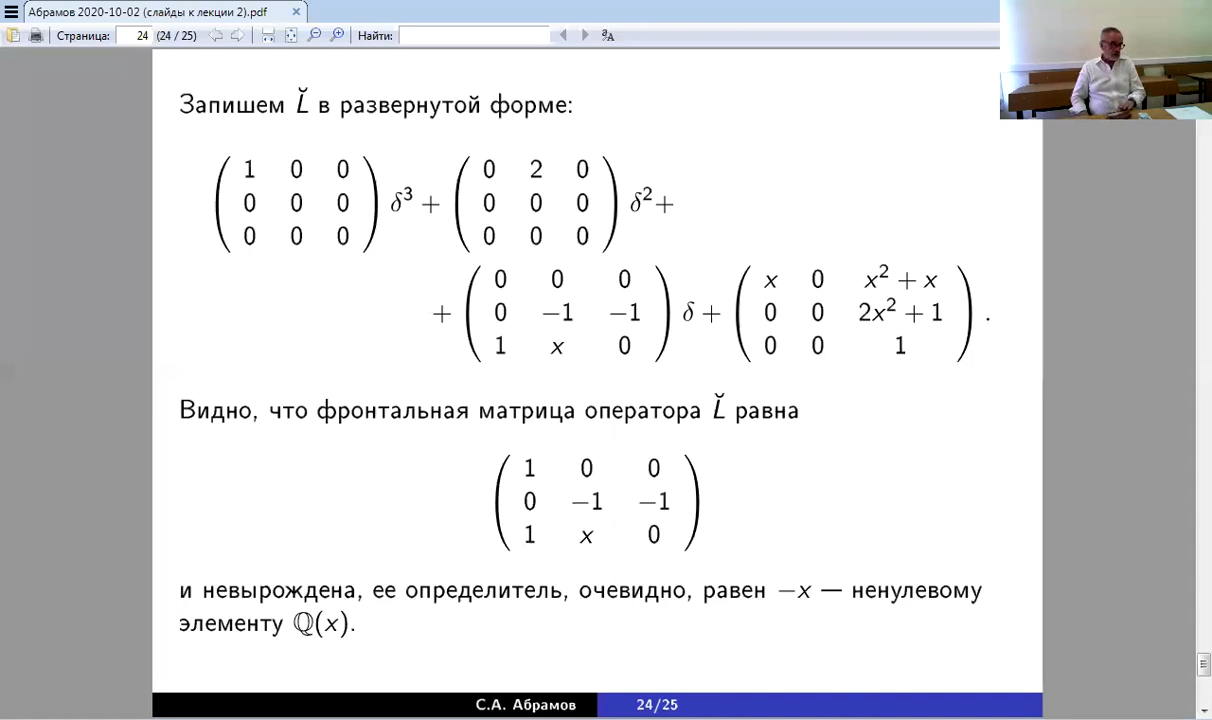 Абрамов 2020-10-02 (слайды к лекции 2).pdf
Страница: 24 (24 / 25) Найти:
Запишем L̆ в развернутой форме:
( 1 0 0 ) ( 0 2 0 )
( 0 0 0 ) δ³ + ( 0 0 0 ) δ² +
( 0 0 0 ) ( 0 0 0 )
( 0 0 0 ) ( x 0 x² + x )
+ ( 0 −1 −1 ) δ + ( 0 0 2x² + 1 ) .
( 1 x 0 ) ( 0 0 1 )
Видно, что фронтальная матрица оператора L̆ равна
( 1 0 0 )
( 0 −1 −1 )
( 1 x 0 )
и невырождена, ее определитель, очевидно, равен −x — ненулевому
элементу ℚ(x).
С.А. Абрамов 24/25